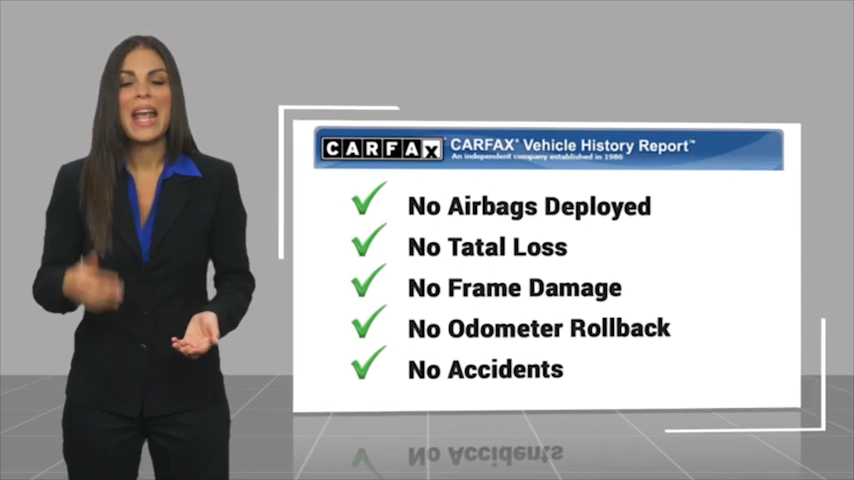 CARFAX CARFAX® Vehicle History Report™
An independent company established in 1986
No Airbags Deployed
No Tatal Loss
No Frame Damage
No Odometer Rollback
No Accidents
No Accidents